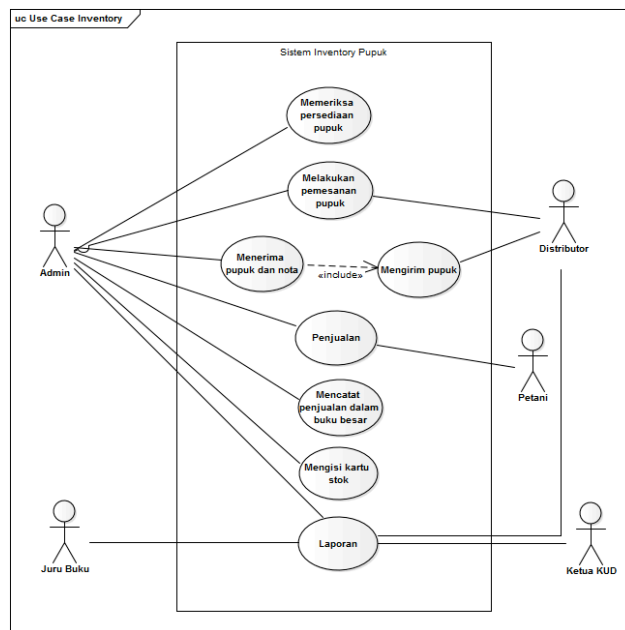 uc Use Case Inventory
Sistem Inventory Pupuk
Memeriksa
persediaan
pupuk
Melakukan
pemesanan
pupuk
Admin
Distributor
Menerima
pupuk dan nota
«include»
Mengirim pupuk
Penjualan
Petani
Mencatat
penjualan dalam
buku besar
Mengisi kartu
stok
Juru Buku
Laporan
Ketua KUD